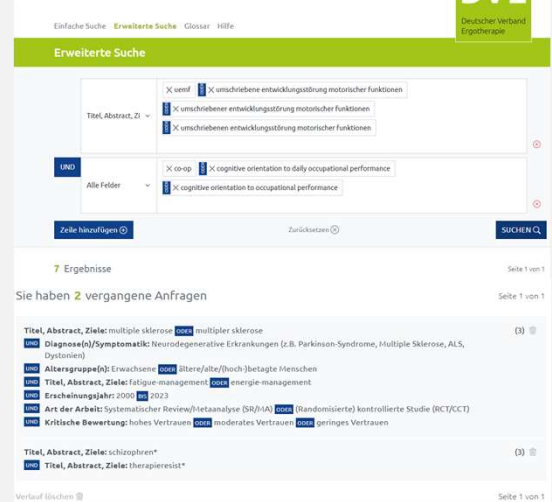 Deutscher Verband
Ergotherapie
Einfache Suche Erweiterte Suche Glossar Hilfe
Erweiterte Suche
Titel, Abstract, Zi
X uemf ODER X umschriebene entwicklungsstörung motorischer funktionen
ODER X umschriebener entwicklungsstörung motorischer funktionen
ODER X umschriebenen entwicklungsstörung motorischer funktionen
UND
Alle Felder
X co-op ODER X cognitive orientation to daily occupational performance
ODER X cognitive orientation to occupational performance
Zeile hinzufügen Zurücksetzen SUCHEN
7 Ergebnisse Seite 1 von 1
Sie haben 2 vergangene Anfragen Seite 1 von 1
Titel, Abstract, Ziele: multiple sklerose ODER multipler sklerose (3)
UND Diagnose(n)/Symptomatik: Neurodegenerative Erkrankungen (z.B. Parkinson-Syndrome, Multiple Sklerose, ALS,
Dystonien)
UND Altersgruppe(n): Erwachsene ODER ältere/alte/(hoch-)betagte Menschen
UND Titel, Abstract, Ziele: fatigue-management ODER energie-management
UND Erscheinungsjahr: 2000 BIS 2023
UND Art der Arbeit: Systematischer Review/Metaanalyse (SR/MA) ODER (Randomisierte) kontrollierte Studie (RCT/CCT)
UND Kritische Bewertung: hohes Vertrauen ODER moderates Vertrauen ODER geringes Vertrauen
Titel, Abstract, Ziele: schizophren* (3)
UND Titel, Abstract, Ziele: therapieresist*
Verlauf löschen Seite 1 von 1